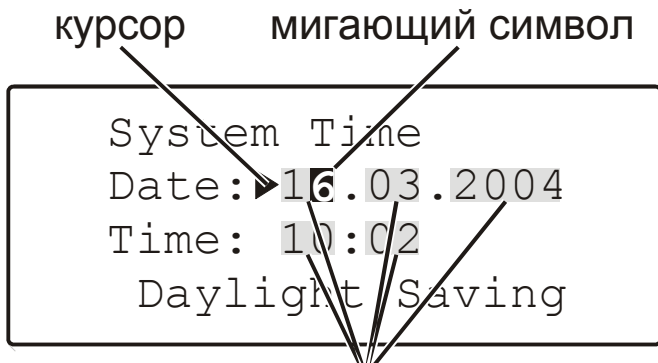 курсор мигающий символ
System Time
Date:▶16.03.2004
Time: 10:02
Daylight Saving